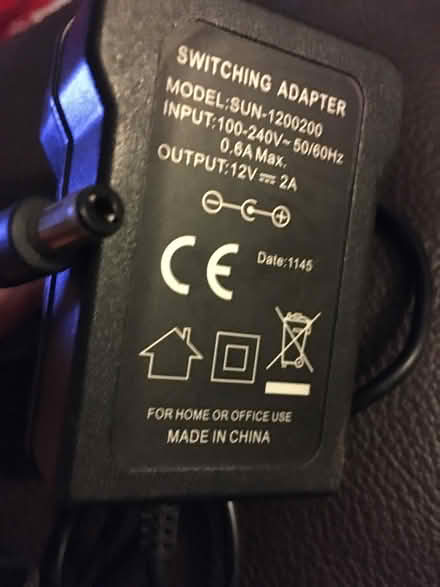 SWITCHING ADAPTER
MODEL:SUN-1200200
INPUT:100-240V~ 50/60Hz
0.6A Max.
OUTPUT:12V⎓2A
CE
Date:1145
FOR HOME OR OFFICE USE
MADE IN CHINA